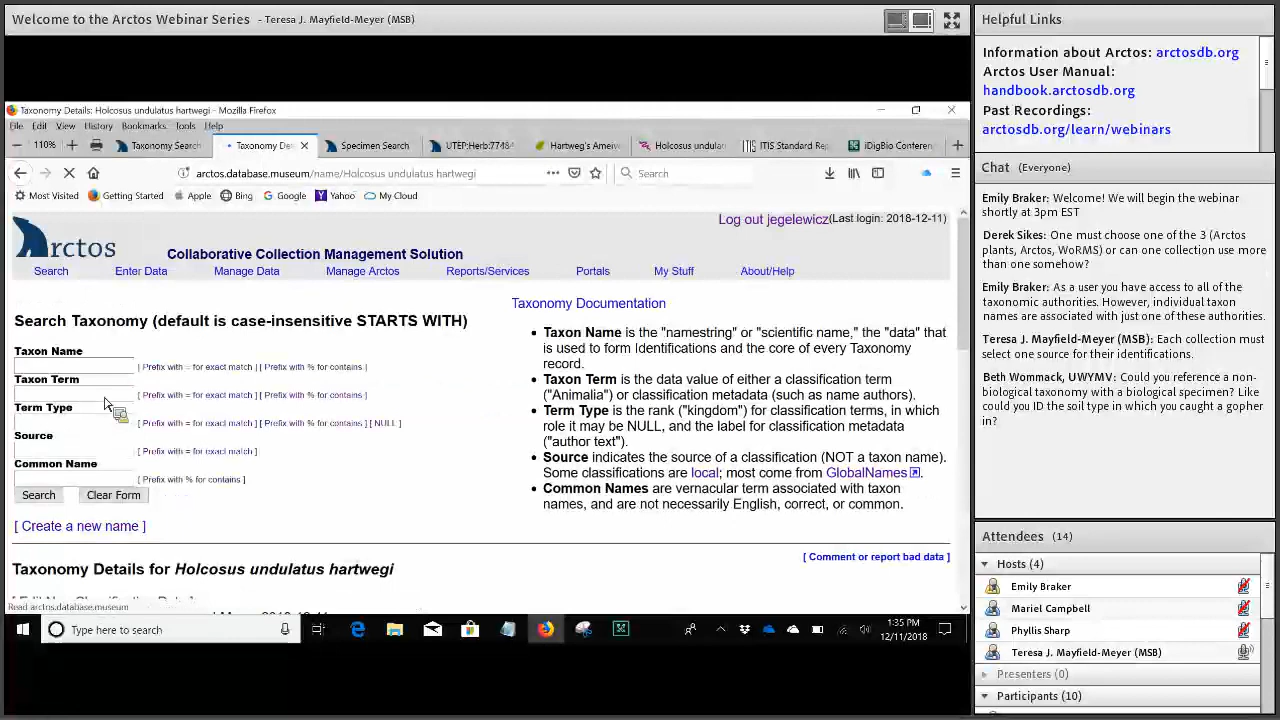 Welcome to the Arctos Webinar Series - Teresa J. Mayfield-Meyer (MSB)
Taxonomy Details: Holcosus undulatus hartwegi - Mozilla Firefox
File Edit View History Bookmarks Tools Help
110%
Taxonomy Search
Taxonomy Det
Specimen Search
UTEP:Herb:7748
Hartweg's Ameiv
Holcosus undula
ITIS Standard Rep
iDigBio Conferen
arctos.database.museum/name/Holcosus undulatus hartwegi
Search
Most Visited
Getting Started
Apple
Bing
Google
Yahoo
My Cloud
Log out jegelewicz(Last login: 2018-12-11)
Arctos
Collaborative Collection Management Solution
Search Enter Data Manage Data Manage Arctos Reports/Services Portals My Stuff About/Help
Search Taxonomy (default is case-insensitive STARTS WITH)
Taxon Name
[ Prefix with = for exact match ] [ Prefix with % for contains ]
Taxon Term
[ Prefix with = for exact match ] [ Prefix with % for contains ]
Term Type
[ Prefix with = for exact match ] [ Prefix with % for contains ] [ NULL ]
Source
[ Prefix with = for exact match ]
Common Name
[ Prefix with % for contains ]
Search
Clear Form
[ Create a new name ]
Taxonomy Documentation
Taxon Name is the "namestring" or "scientific name," the "data" that
is used to form Identifications and the core of every Taxonomy
record.
Taxon Term is the data value of either a classification term
("Animalia") or classification metadata (such as name authors).
Term Type is the rank ("kingdom") for classification terms, in which
role it may be NULL, and the label for classification metadata
("author text").
Source indicates the source of a classification (NOT a taxon name).
Some classifications are local; most come from GlobalNames.
Common Names are vernacular term associated with taxon
names, and are not necessarily English, correct, or common.
[ Comment or report bad data ]
Taxonomy Details for Holcosus undulatus hartwegi
Read arctos.database.museum
Type here to search
1:35 PM
12/11/2018
Helpful Links
Information about Arctos: arctosdb.org
Arctos User Manual:
handbook.arctosdb.org
Past Recordings:
arctosdb.org/learn/webinars
Chat (Everyone)
Emily Braker: Welcome! We will begin the webinar
shortly at 3pm EST
Derek Sikes: One must choose one of the 3 (Arctos
plants, Arctos, WoRMS) or can one collection use more
than one somehow?
Emily Braker: As a user you have access to all of the
taxonomic authorities. However, individual taxon
names are associated with just one of these authorities.
Teresa J. Mayfield-Meyer (MSB): Each collection must
select one source for their identifications.
Beth Wommack, UWYMV: Could you reference a non-
biological taxonomy with a biological specimen? Like
could you ID the soil type in which you caught a gopher
in?
Attendees (14)
Hosts (4)
Emily Braker
Mariel Campbell
Phyllis Sharp
Teresa J. Mayfield-Meyer (MSB)
Presenters (0)
Participants (10)